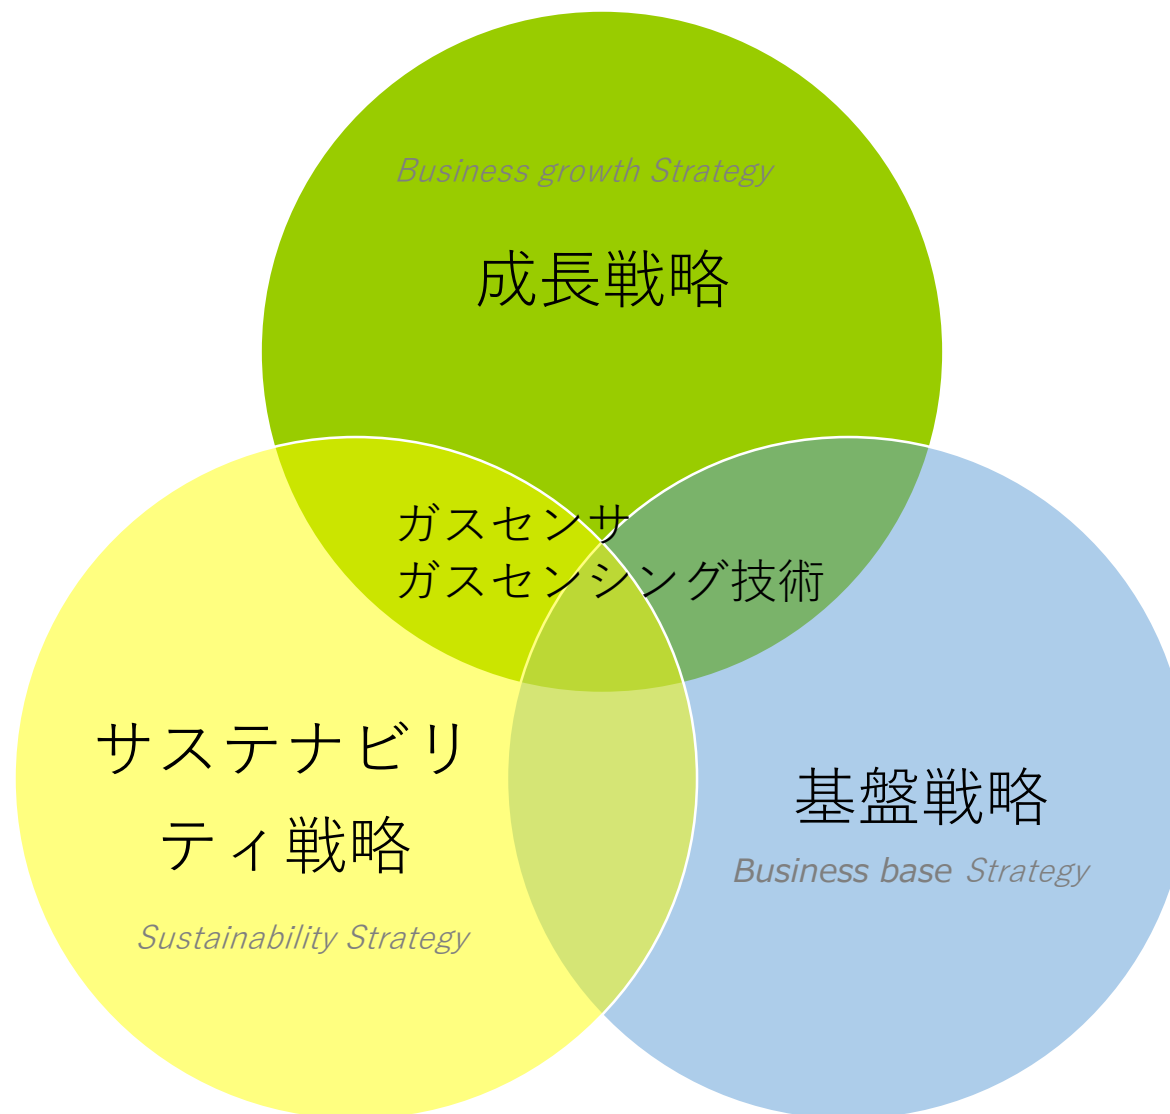 Business growth Strategy
成長戦略
ガスセンサ
ガスセンシング技術
サステナビリ
ティ戦略
Sustainability Strategy
基盤戦略
Business base Strategy